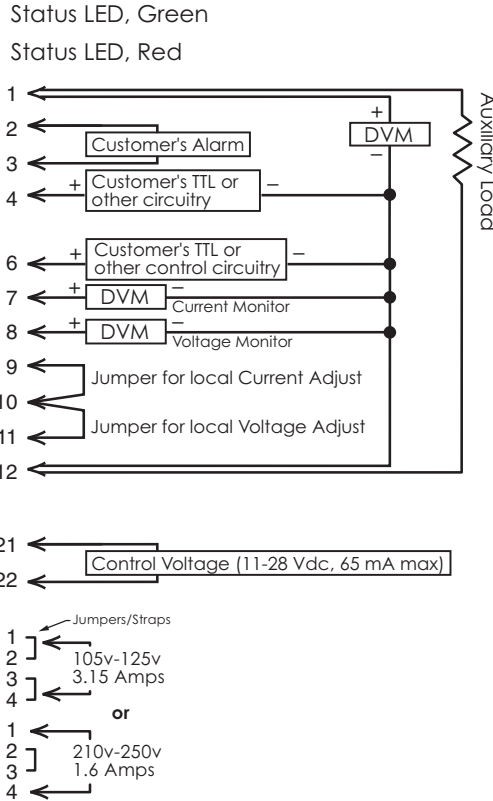 Status LED, Green
Status LED, Red
1
+
DVM
−
Auxiliary Load
2
Customer's Alarm
3
4 + Customer's TTL or −
other circuitry
6 + Customer's TTL or −
other control circuitry
7 + DVM − Current Monitor
8 + DVM − Voltage Monitor
9
Jumper for local Current Adjust
10
Jumper for local Voltage Adjust
11
12
21
Control Voltage (11-28 Vdc, 65 mA max)
22
Jumpers/Straps
1
2 105v-125v
3 3.15 Amps
4
or
1
2 210v-250v
3 1.6 Amps
4